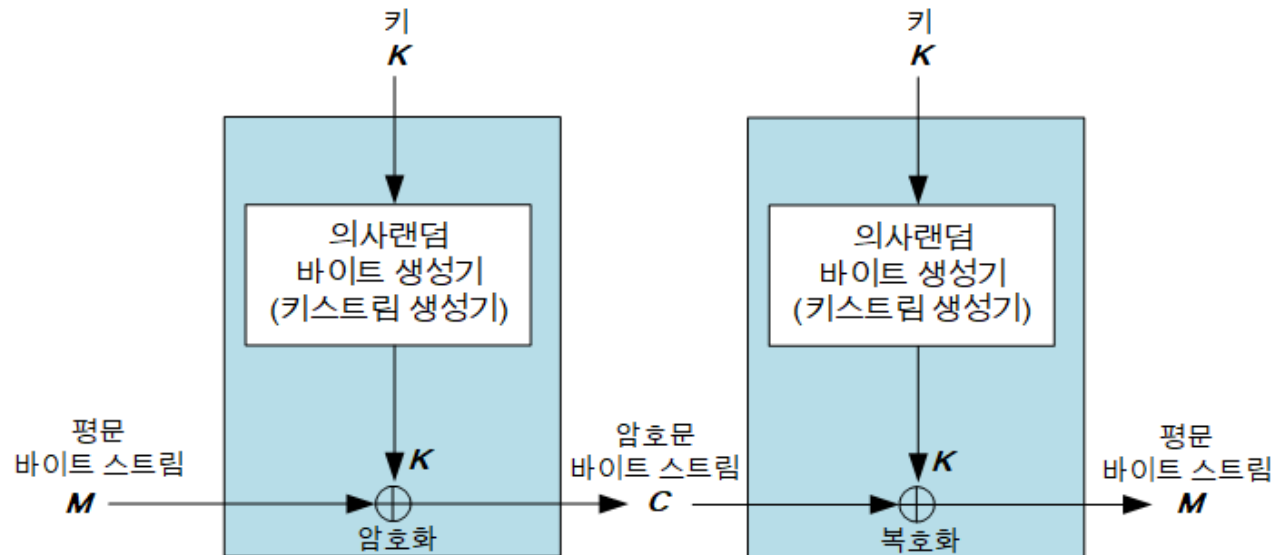 키
K
의사랜덤
바이트 생성기
(키스트림 생성기)
평문
바이트 스트림
M
K
암호화
암호문
바이트 스트림
C
키
K
의사랜덤
바이트 생성기
(키스트림 생성기)
K
복호화
평문
바이트 스트림
M